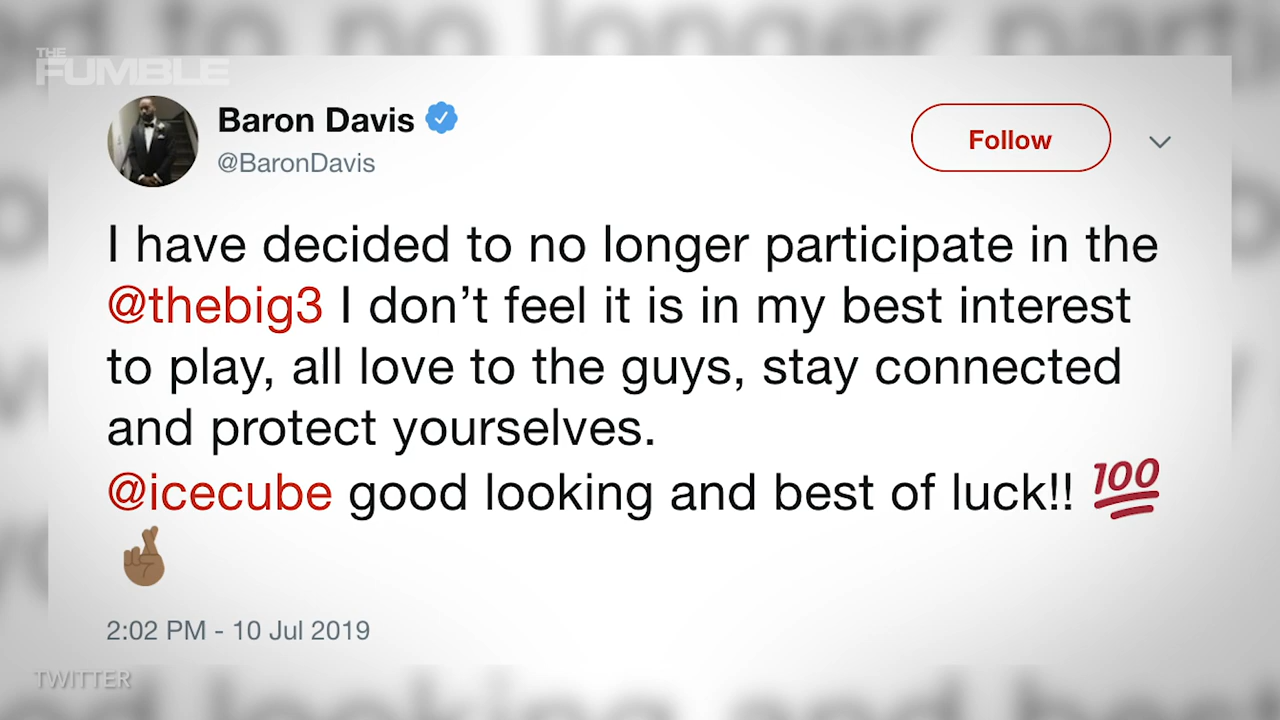 THE
FUMBLE
Baron Davis
@BaronDavis
Follow
I have decided to no longer participate in the
@thebig3 I don’t feel it is in my best interest
to play, all love to the guys, stay connected
and protect yourselves.
@icecube good looking and best of luck!! 💯
🤞🏾
2:02 PM - 10 Jul 2019
TWITTER